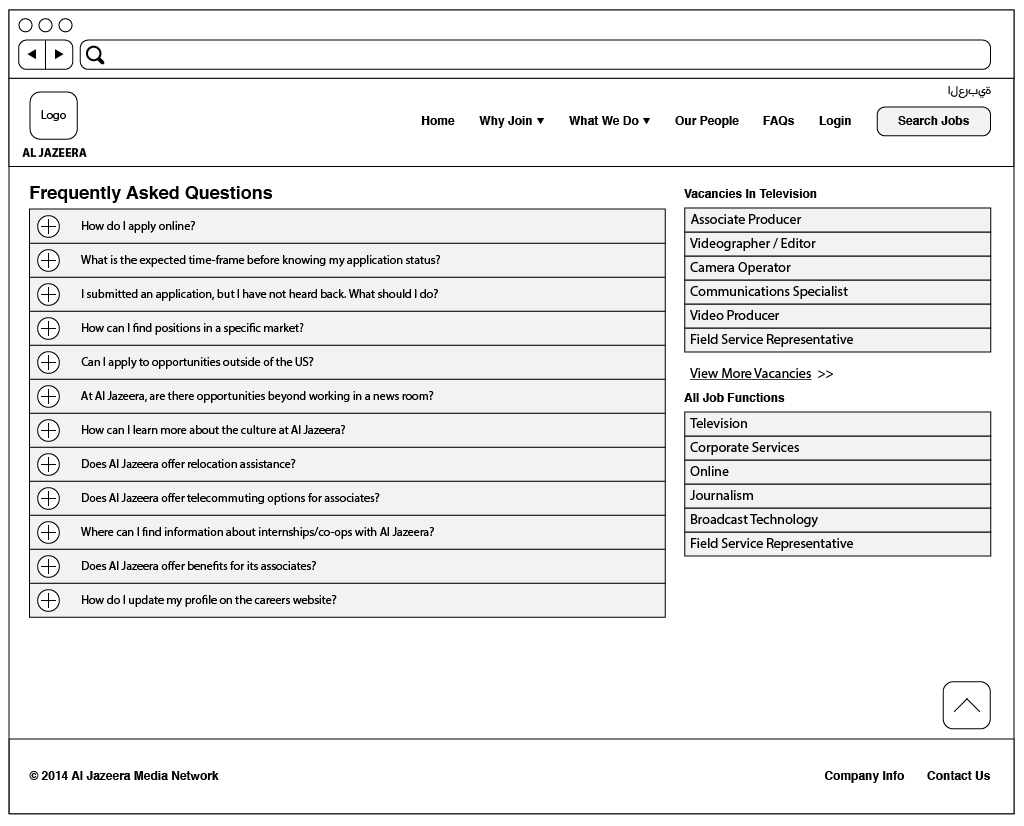 ةيبرعلا
Logo
AL JAZEERA
Home Why Join ▼ What We Do ▼ Our People FAQs Login Search Jobs
Frequently Asked Questions
How do I apply online?
What is the expected time-frame before knowing my application status?
I submitted an application, but I have not heard back. What should I do?
How can I find positions in a specific market?
Can I apply to opportunities outside of the US?
At Al Jazeera, are there opportunities beyond working in a news room?
How can I learn more about the culture at Al Jazeera?
Does Al Jazeera offer relocation assistance?
Does Al Jazeera offer telecommuting options for associates?
Where can I find information about internships/co-ops with Al Jazeera?
Does Al Jazeera offer benefits for its associates?
How do I update my profile on the careers website?
Vacancies In Television
Associate Producer
Videographer / Editor
Camera Operator
Communications Specialist
Video Producer
Field Service Representative
View More Vacancies >>
All Job Functions
Television
Corporate Services
Online
Journalism
Broadcast Technology
Field Service Representative
© 2014 Al Jazeera Media Network
Company Info Contact Us